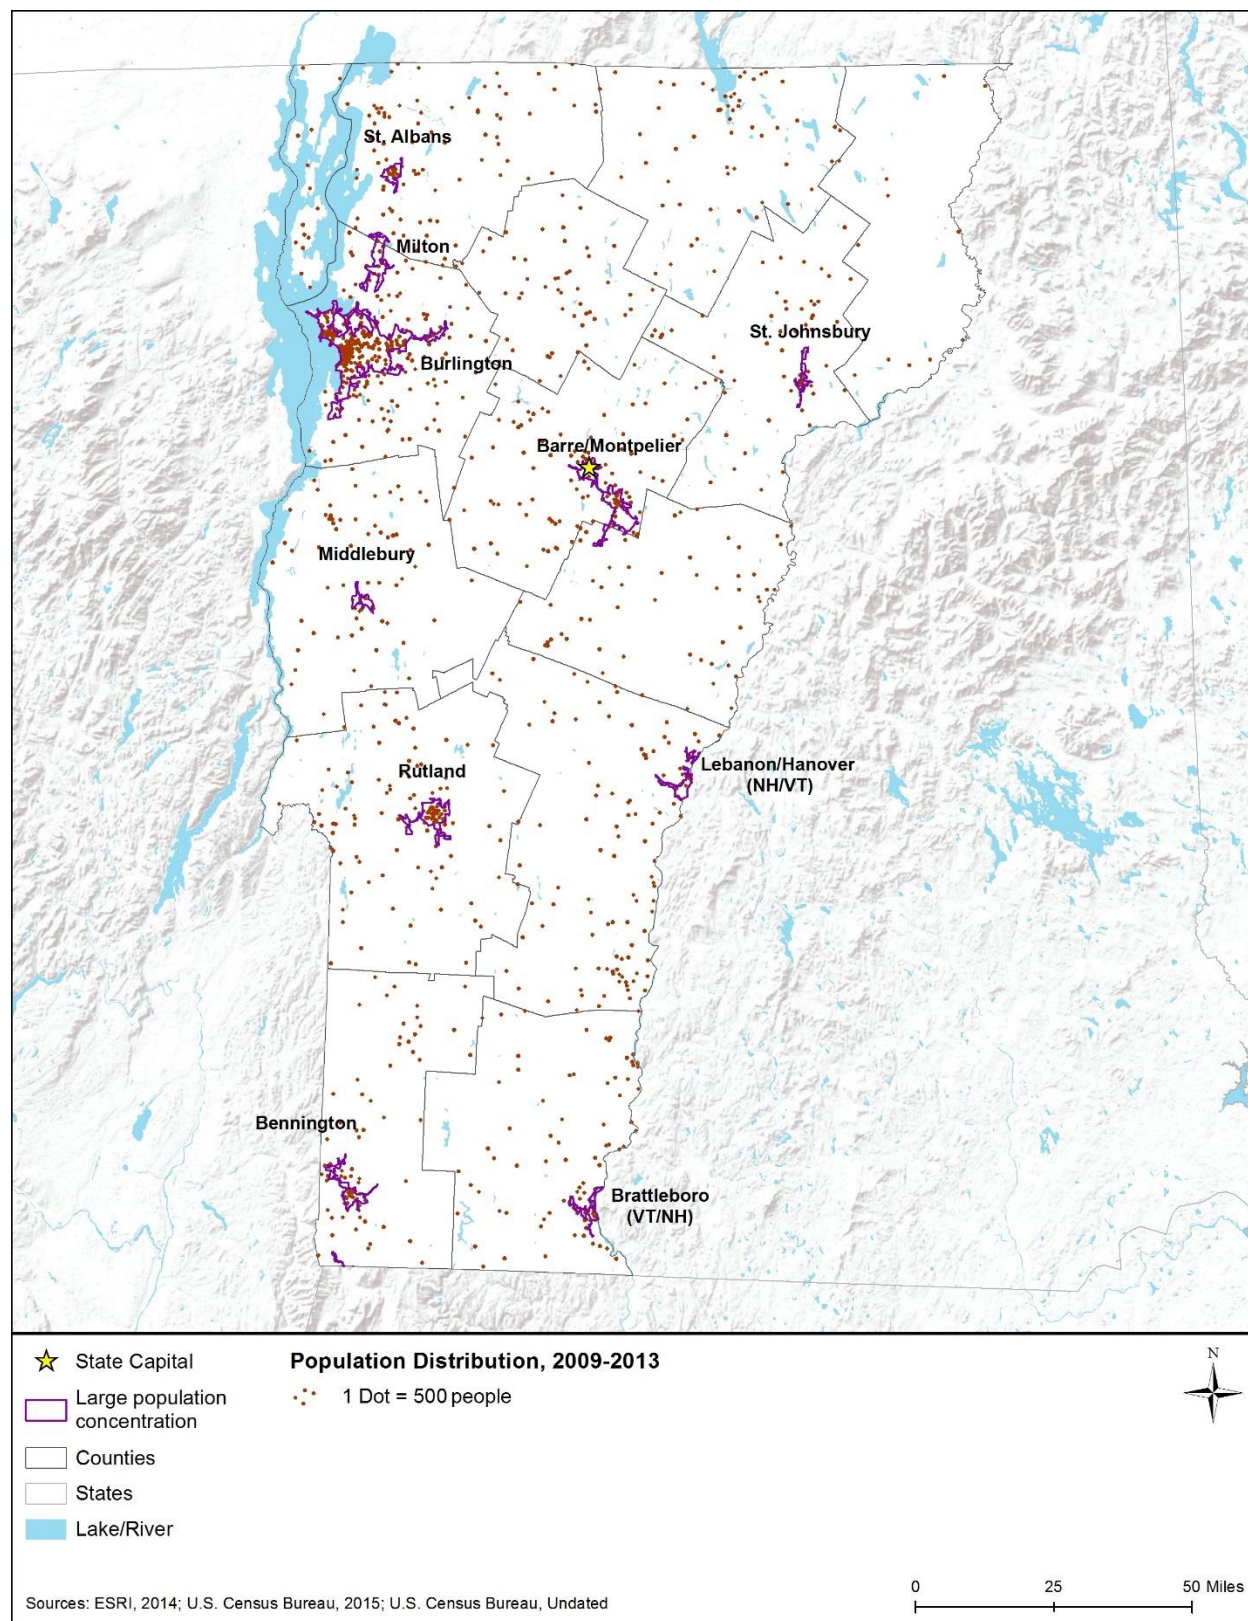 St. Albans
Milton
St. Johnsbury
Burlington
Barre/Montpelier
Middlebury
Lebanon/Hanover
(NH/VT)
Rutland
Bennington
Brattleboro
(VT/NH)
State Capital
Large population
concentration
Counties
States
Lake/River
Population Distribution, 2009-2013
1 Dot = 500 people
N
0 25 50 Miles
Sources: ESRI, 2014; U.S. Census Bureau, 2015; U.S. Census Bureau, Undated